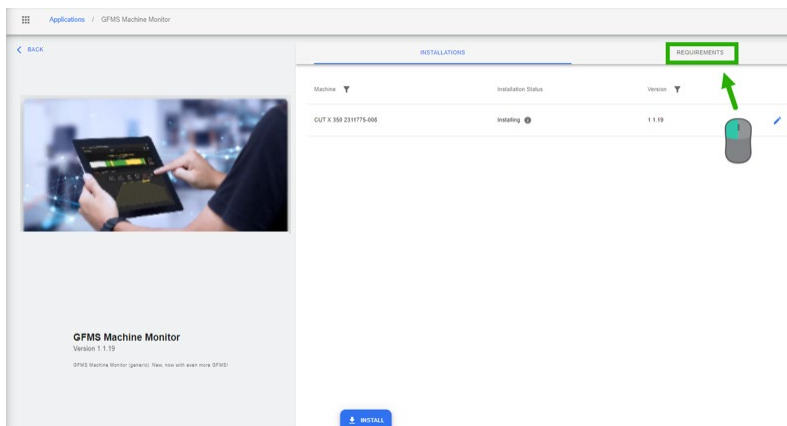 Applications / GFMS Machine Monitor
BACK
INSTALLATIONS
REQUIREMENTS
Machine
Installation Status
Version
CUT X 350 2311775-006
Installing
1 1.19
GFMS Machine Monitor
Version 1 1.19
GFMS Machine Monitor (generic). New, now with even more GFMS!
INSTALL